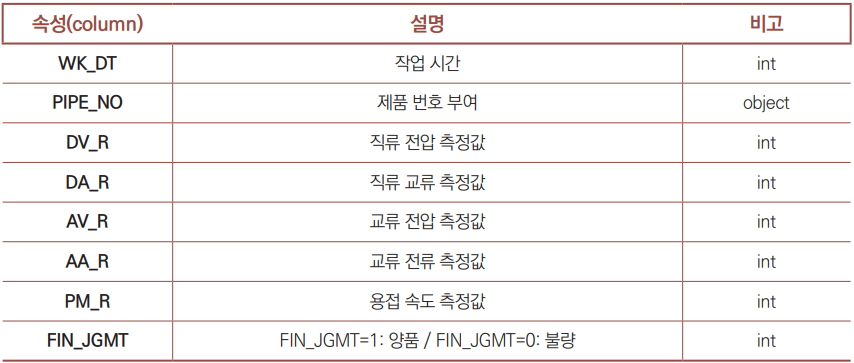 속성(column) 설명 비고
WK_DT 작업 시간 int
PIPE_NO 제품 번호 부여 object
DV_R 직류 전압 측정값 int
DA_R 직류 교류 측정값 int
AV_R 교류 전압 측정값 int
AA_R 교류 전류 측정값 int
PM_R 용접 속도 측정값 int
FIN_JGMT FIN_JGMT=1: 양품 / FIN_JGMT=0: 불량 int